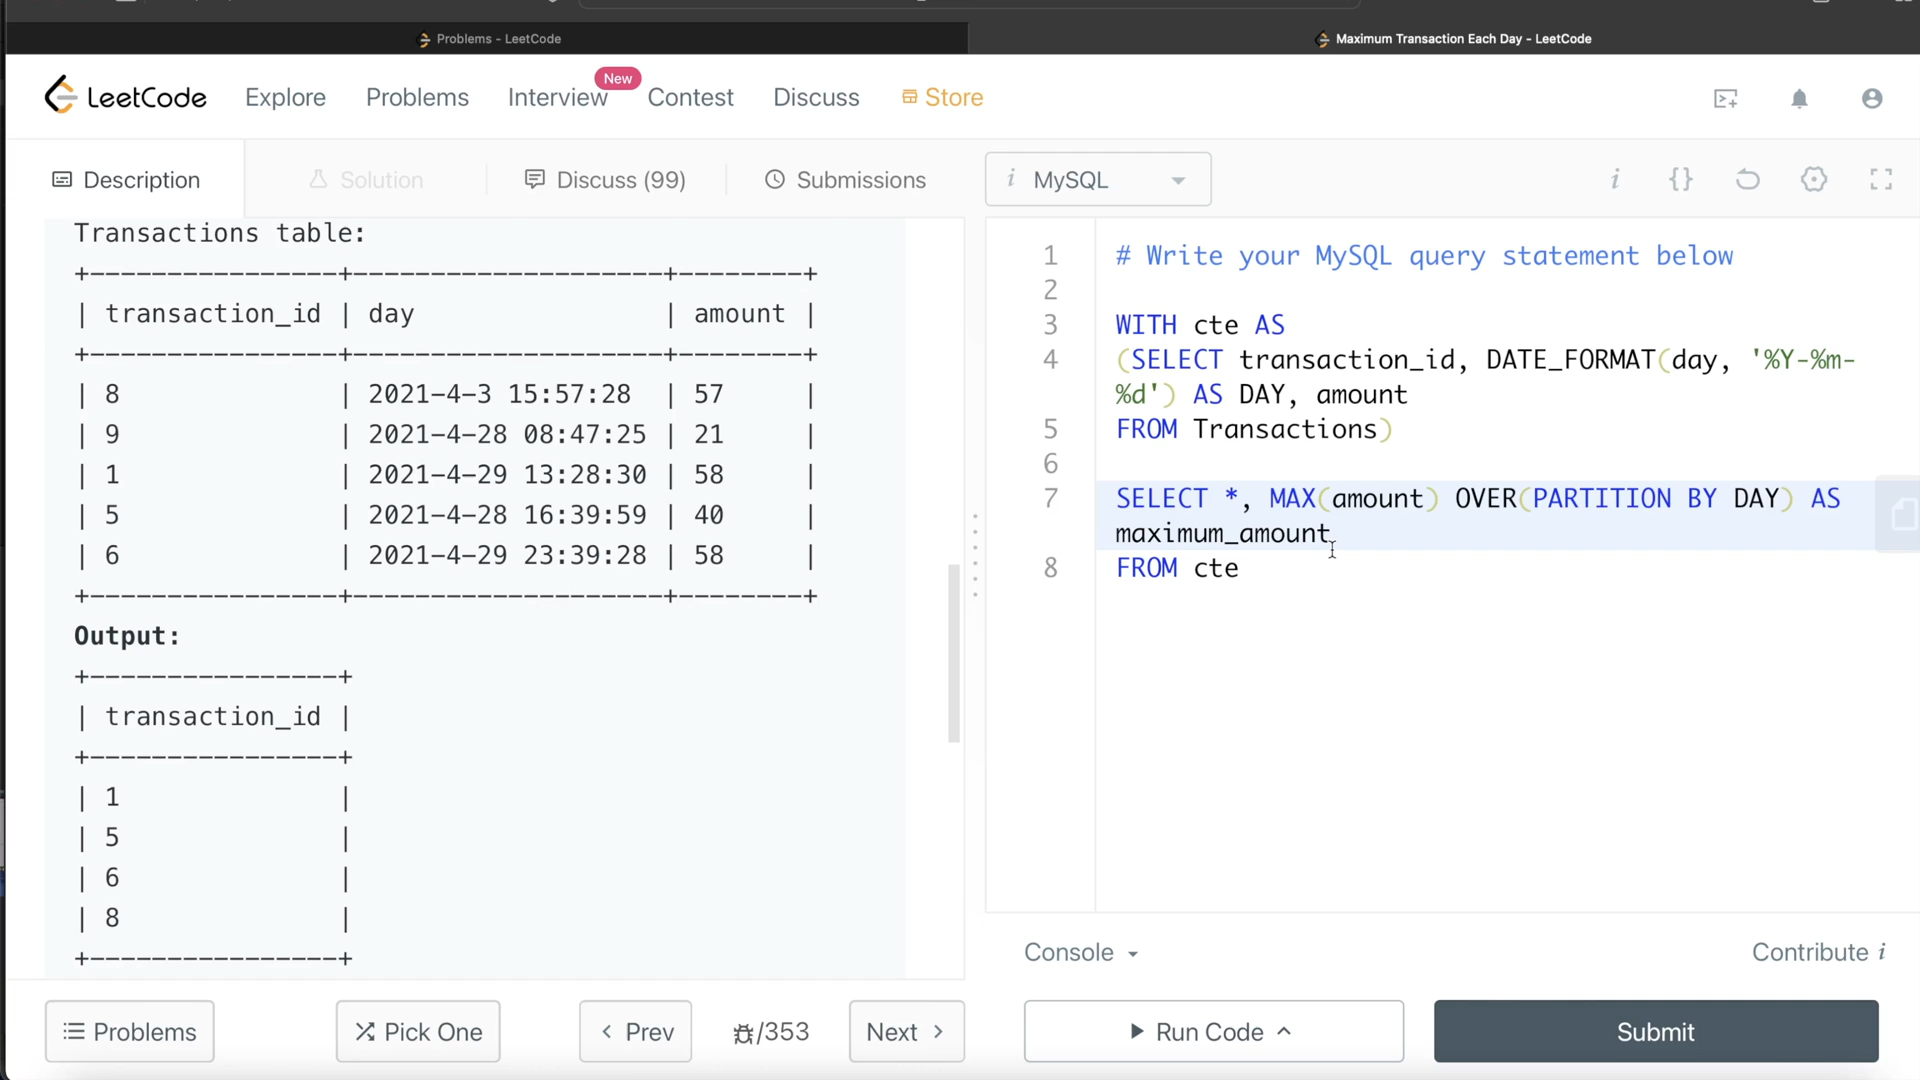 Problems - LeetCode
Maximum Transaction Each Day - LeetCode
LeetCode
Explore
Problems
Interview
New
Contest
Discuss
Store
Description
Solution
Discuss (99)
Submissions
i MySQL
i {}
Transactions table:
+-----------------+--------------------+--------+
| transaction_id | day | amount |
+-----------------+--------------------+--------+
| 8 | 2021-4-3 15:57:28 | 57 |
| 9 | 2021-4-28 08:47:25 | 21 |
| 1 | 2021-4-29 13:28:30 | 58 |
| 5 | 2021-4-28 16:39:59 | 40 |
| 6 | 2021-4-29 23:39:28 | 58 |
+-----------------+--------------------+--------+
Output:
+----------------+
| transaction_id |
+----------------+
| 1 |
| 5 |
| 6 |
| 8 |
+----------------+
1 # Write your MySQL query statement below
2
3 WITH cte AS
4 (SELECT transaction_id, DATE_FORMAT(day, '%Y-%m-
%d') AS DAY, amount
5 FROM Transactions)
6
7 SELECT *, MAX(amount) OVER(PARTITION BY DAY) AS
maximum_amount
8 FROM cte
Console
Contribute i
Problems
Pick One
< Prev
/353
Next >
Run Code
Submit